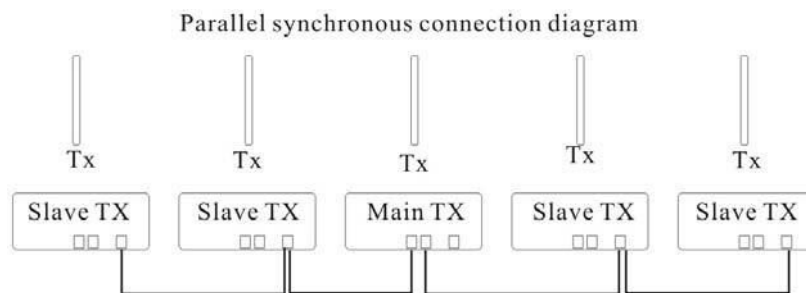 Parallel synchronous connection diagram
Tx Tx Tx Tx Tx
Slave TX Slave TX Main TX Slave TX Slave TX